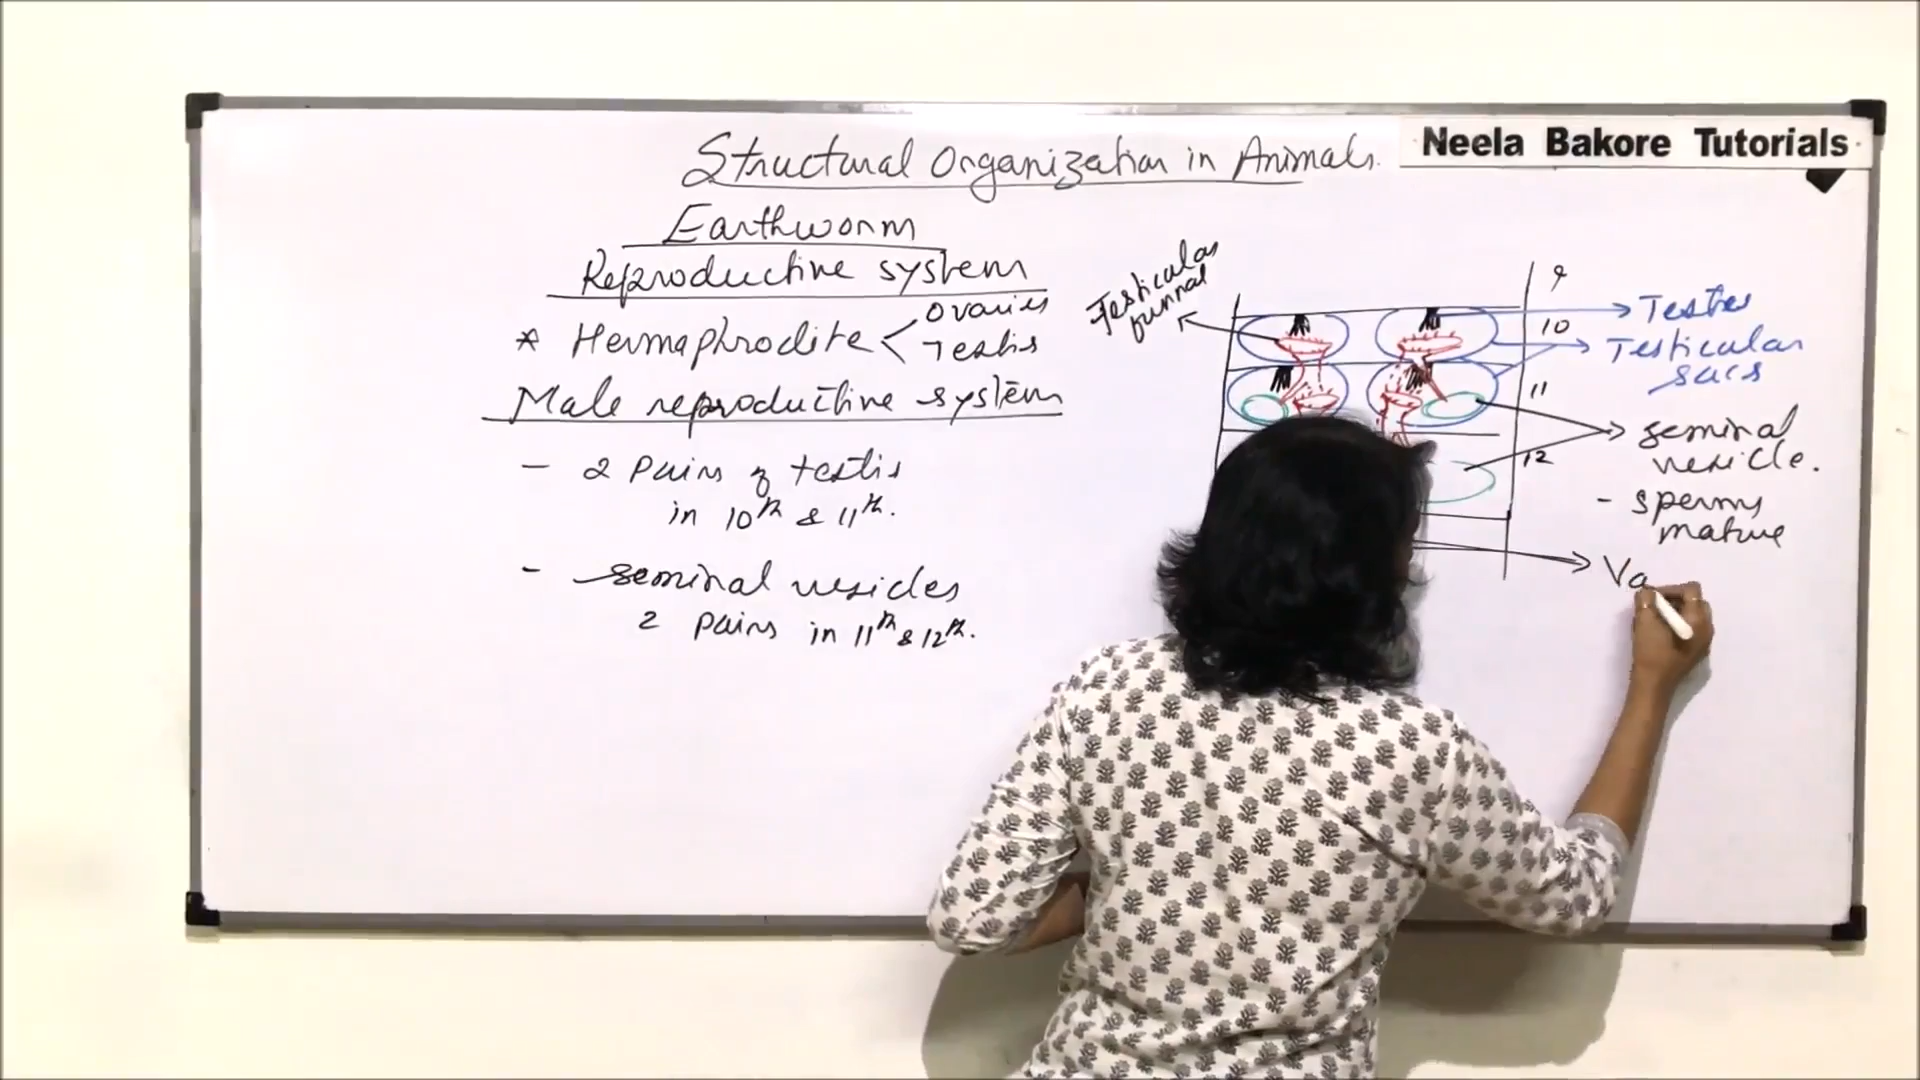 Structural Organization in Animals.
Neela Bakore Tutorials
Earthworm
Reproductive system
* Hermaphrodite < Ovaries
Testis
Male reproductive system
- 2 Pairs of testis
in 10th & 11th.
- seminal vesicles
2 pairs in 11th & 12th.
Testicular
funnal
9
10
11
12
Testes
Testicular
sacs
seminal
vesicle.
- sperms
mature
Va